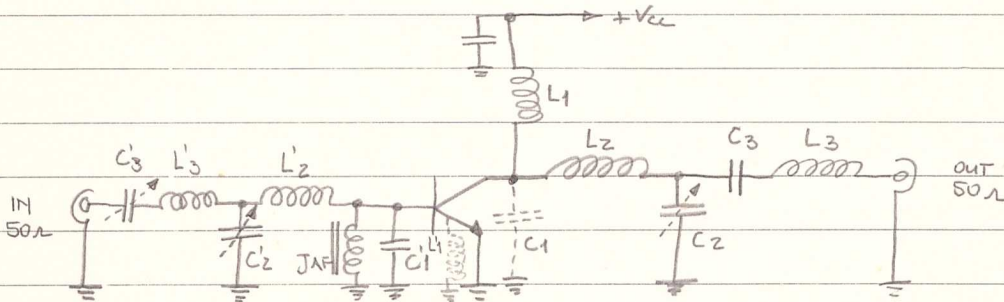 +Vcc
L1
C'3 L'3 L'2 L2 C3 L3
IN
50Ω
OUT
50Ω
C'2 JAF C'1 L'1 C1 C2